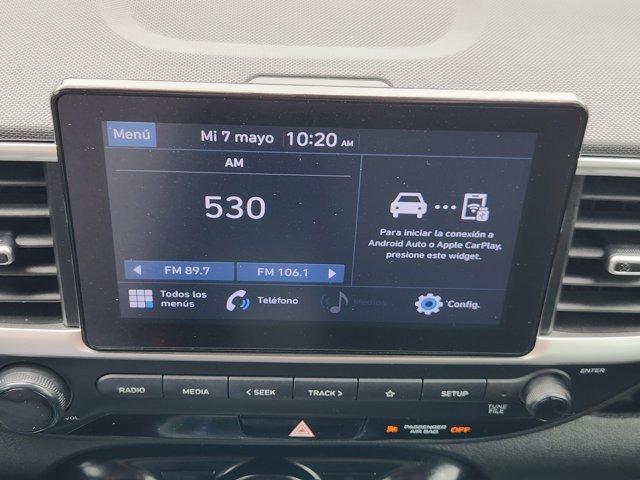 Menú
Mi 7 mayo 10:20 AM
AM
530
Para iniciar la conexión a
Android Auto o Apple CarPlay,
presione este widget.
FM 89.7
FM 106.1
Todos los
menús
Teléfono
Medios
Config.
ENTER
RADIO
MEDIA
< SEEK
TRACK >
SETUP
VOL
TUNE
FILE
PASSENGER
AIR BAG
OFF